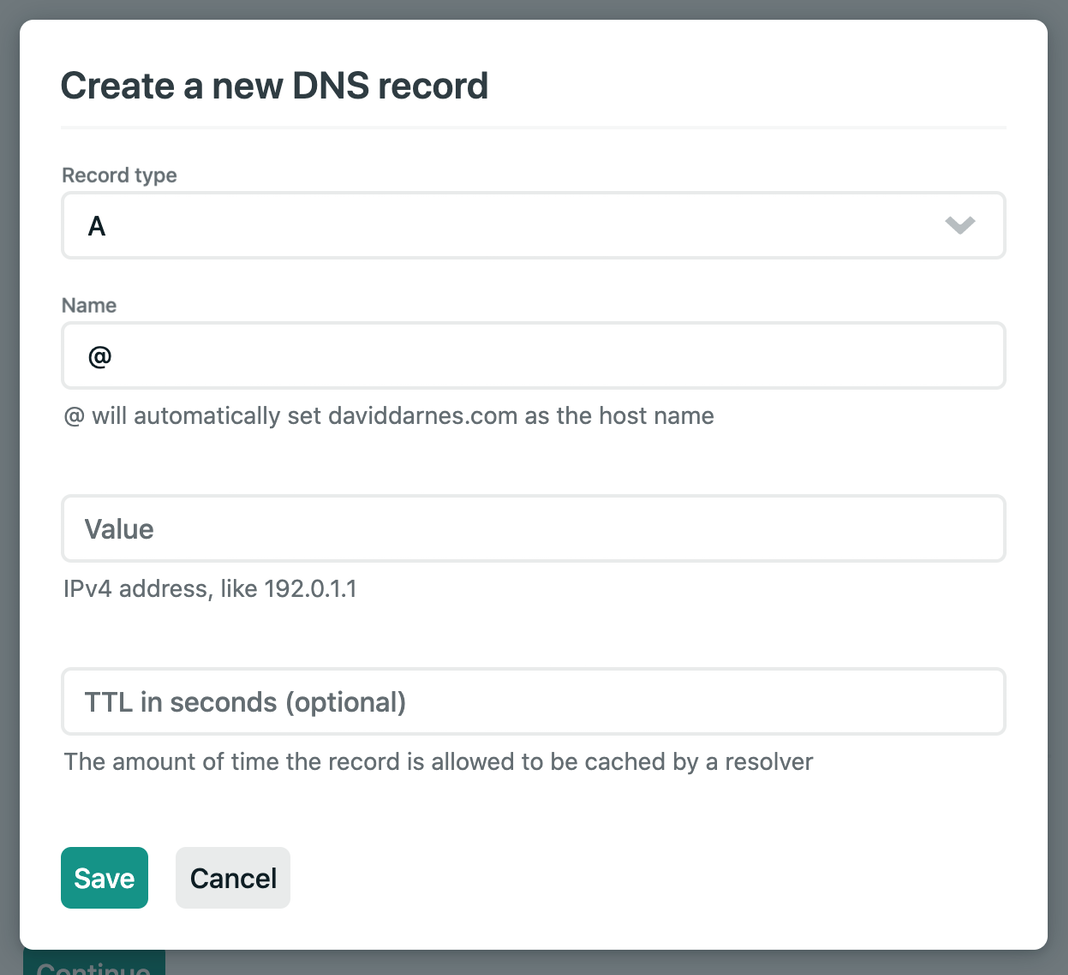 Create a new DNS record
Record type
A
Name
@
@ will automatically set daviddarnes.com as the host name
Value
IPv4 address, like 192.0.1.1
TTL in seconds (optional)
The amount of time the record is allowed to be cached by a resolver
Save
Cancel
Continue